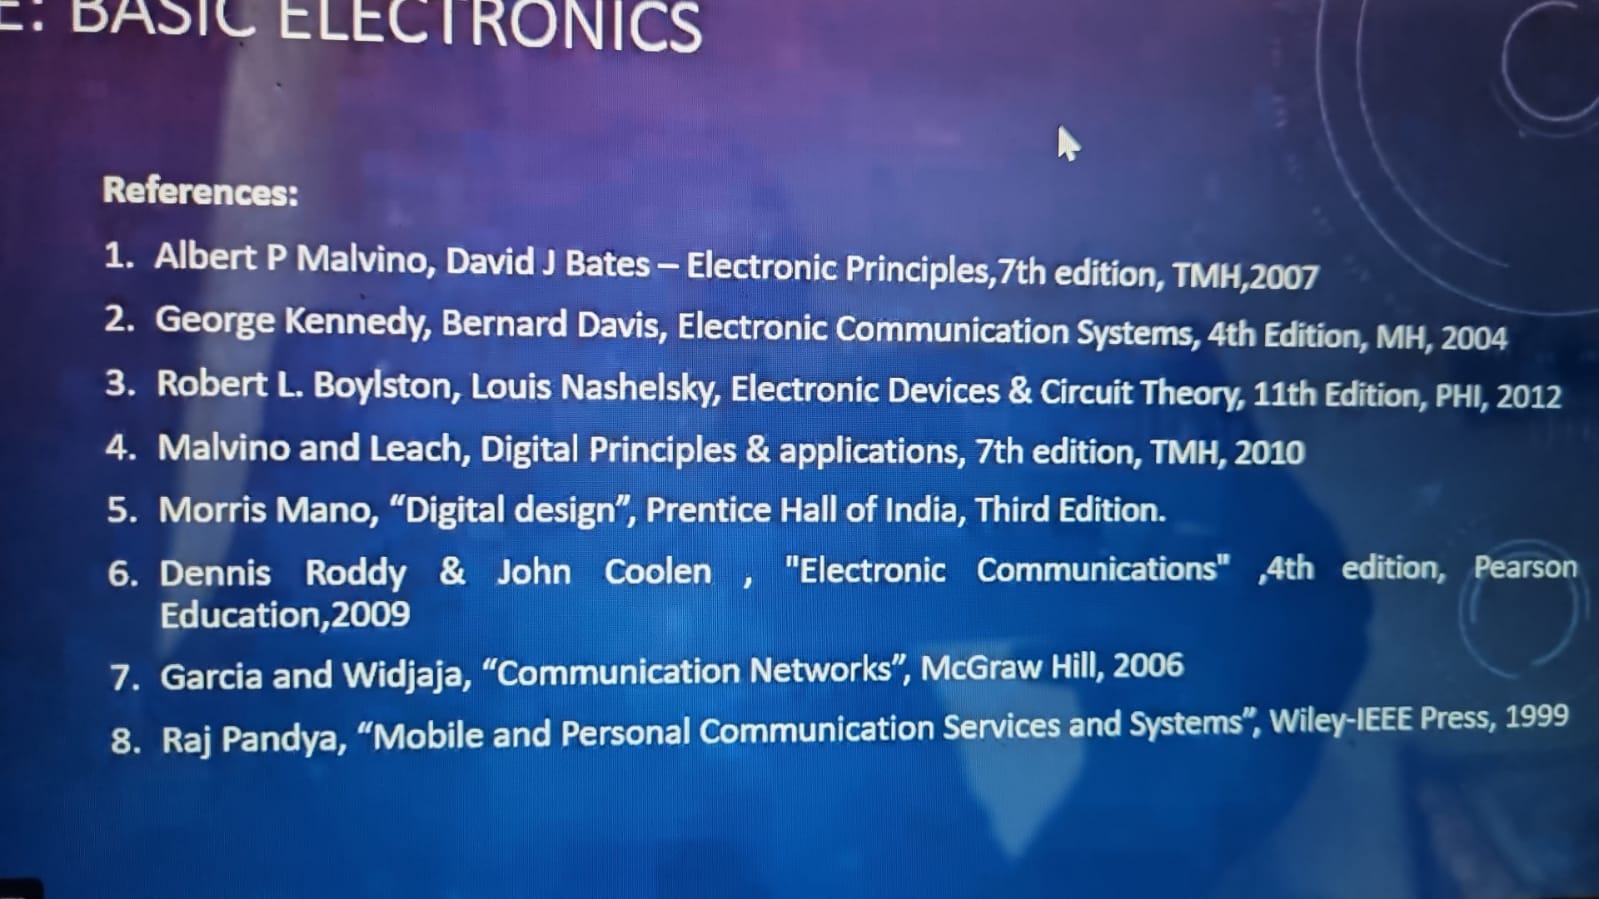 E: BASIC ELECTRONICS
References:
1. Albert P Malvino, David J Bates – Electronic Principles,7th edition, TMH,2007
2. George Kennedy, Bernard Davis, Electronic Communication Systems, 4th Edition, MH, 2004
3. Robert L. Boylston, Louis Nashelsky, Electronic Devices & Circuit Theory, 11th Edition, PHI, 2012
4. Malvino and Leach, Digital Principles & applications, 7th edition, TMH, 2010
5. Morris Mano, “Digital design”, Prentice Hall of India, Third Edition.
6. Dennis Roddy & John Coolen , "Electronic Communications" ,4th edition, Pearson
Education,2009
7. Garcia and Widjaja, “Communication Networks”, McGraw Hill, 2006
8. Raj Pandya, “Mobile and Personal Communication Services and Systems”, Wiley-IEEE Press, 1999